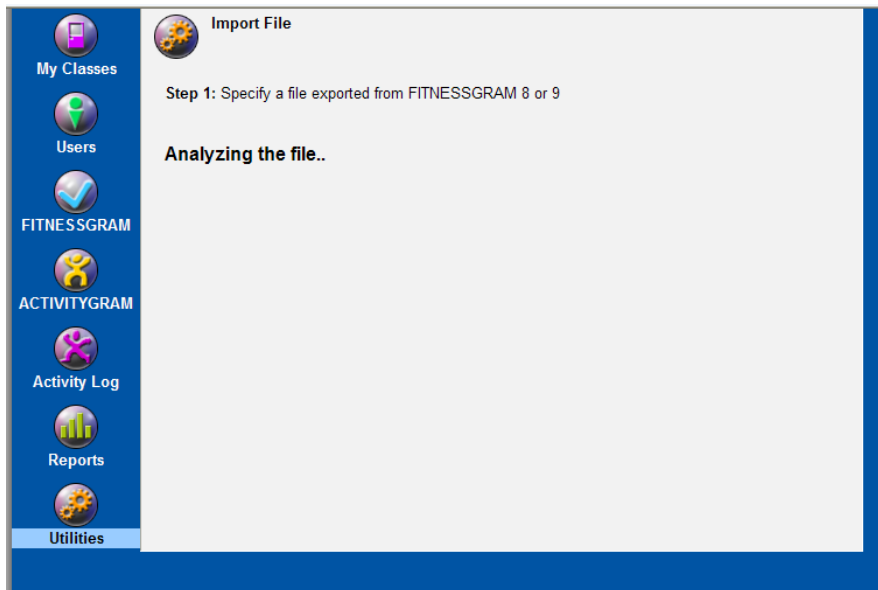 Import File
Step 1: Specify a file exported from FITNESSGRAM 8 or 9
Analyzing the file..
My Classes
Users
FITNESSGRAM
ACTIVITYGRAM
Activity Log
Reports
Utilities